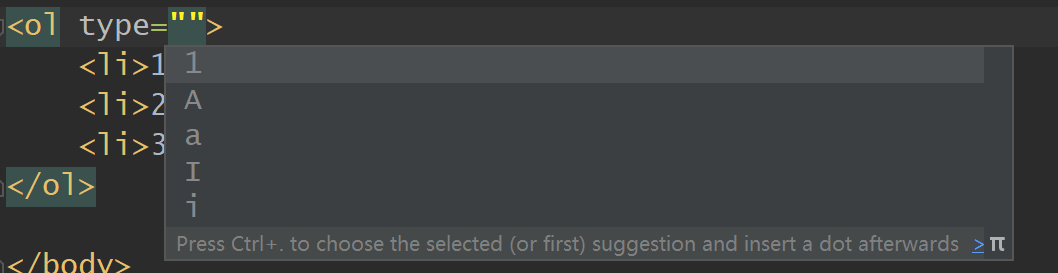 <ol type="">
<li>1
1
<li>2
A
<li>3
a
I
</ol>
i
Press Ctrl+. to choose the selected (or first) suggestion and insert a dot afterwards > π
</body>